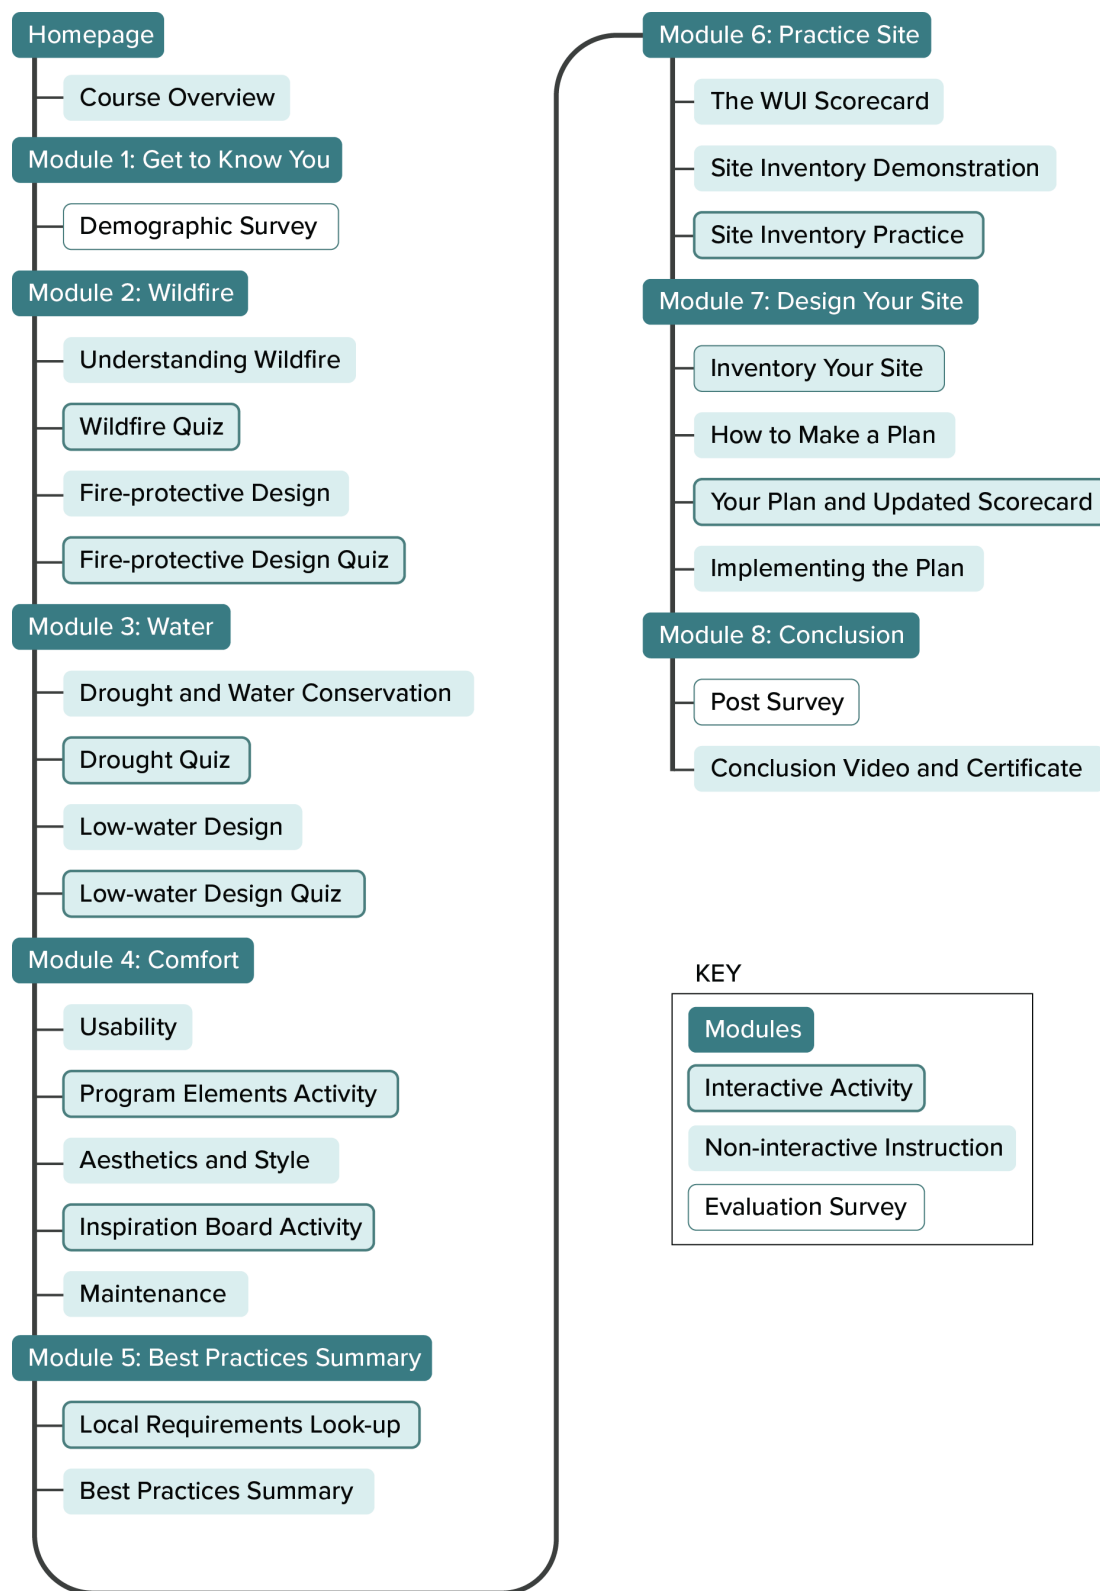 Homepage
Course Overview
Module 1: Get to Know You
Demographic Survey
Module 2: Wildfire
Understanding Wildfire
Wildfire Quiz
Fire-protective Design
Fire-protective Design Quiz
Module 3: Water
Drought and Water Conservation
Drought Quiz
Low-water Design
Low-water Design Quiz
Module 4: Comfort
Usability
Program Elements Activity
Aesthetics and Style
Inspiration Board Activity
Maintenance
Module 5: Best Practices Summary
Local Requirements Look-up
Best Practices Summary
Module 6: Practice Site
The WUI Scorecard
Site Inventory Demonstration
Site Inventory Practice
Module 7: Design Your Site
Inventory Your Site
How to Make a Plan
Your Plan and Updated Scorecard
Implementing the Plan
Module 8: Conclusion
Post Survey
Conclusion Video and Certificate
KEY
Modules
Interactive Activity
Non-interactive Instruction
Evaluation Survey